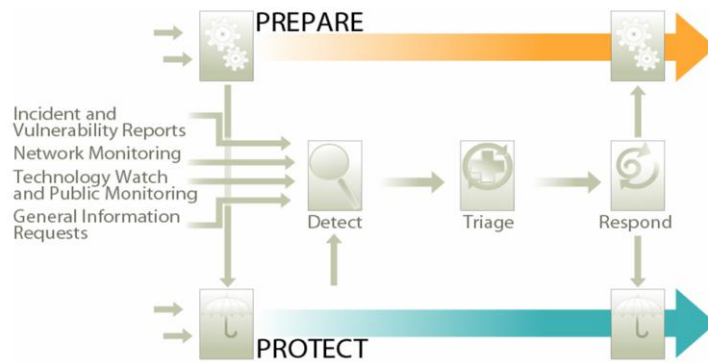 PREPARE
Incident and
Vulnerability Reports
Network Monitoring
Technology Watch
and Public Monitoring
General Information
Requests
Detect
Triage
Respond
PROTECT